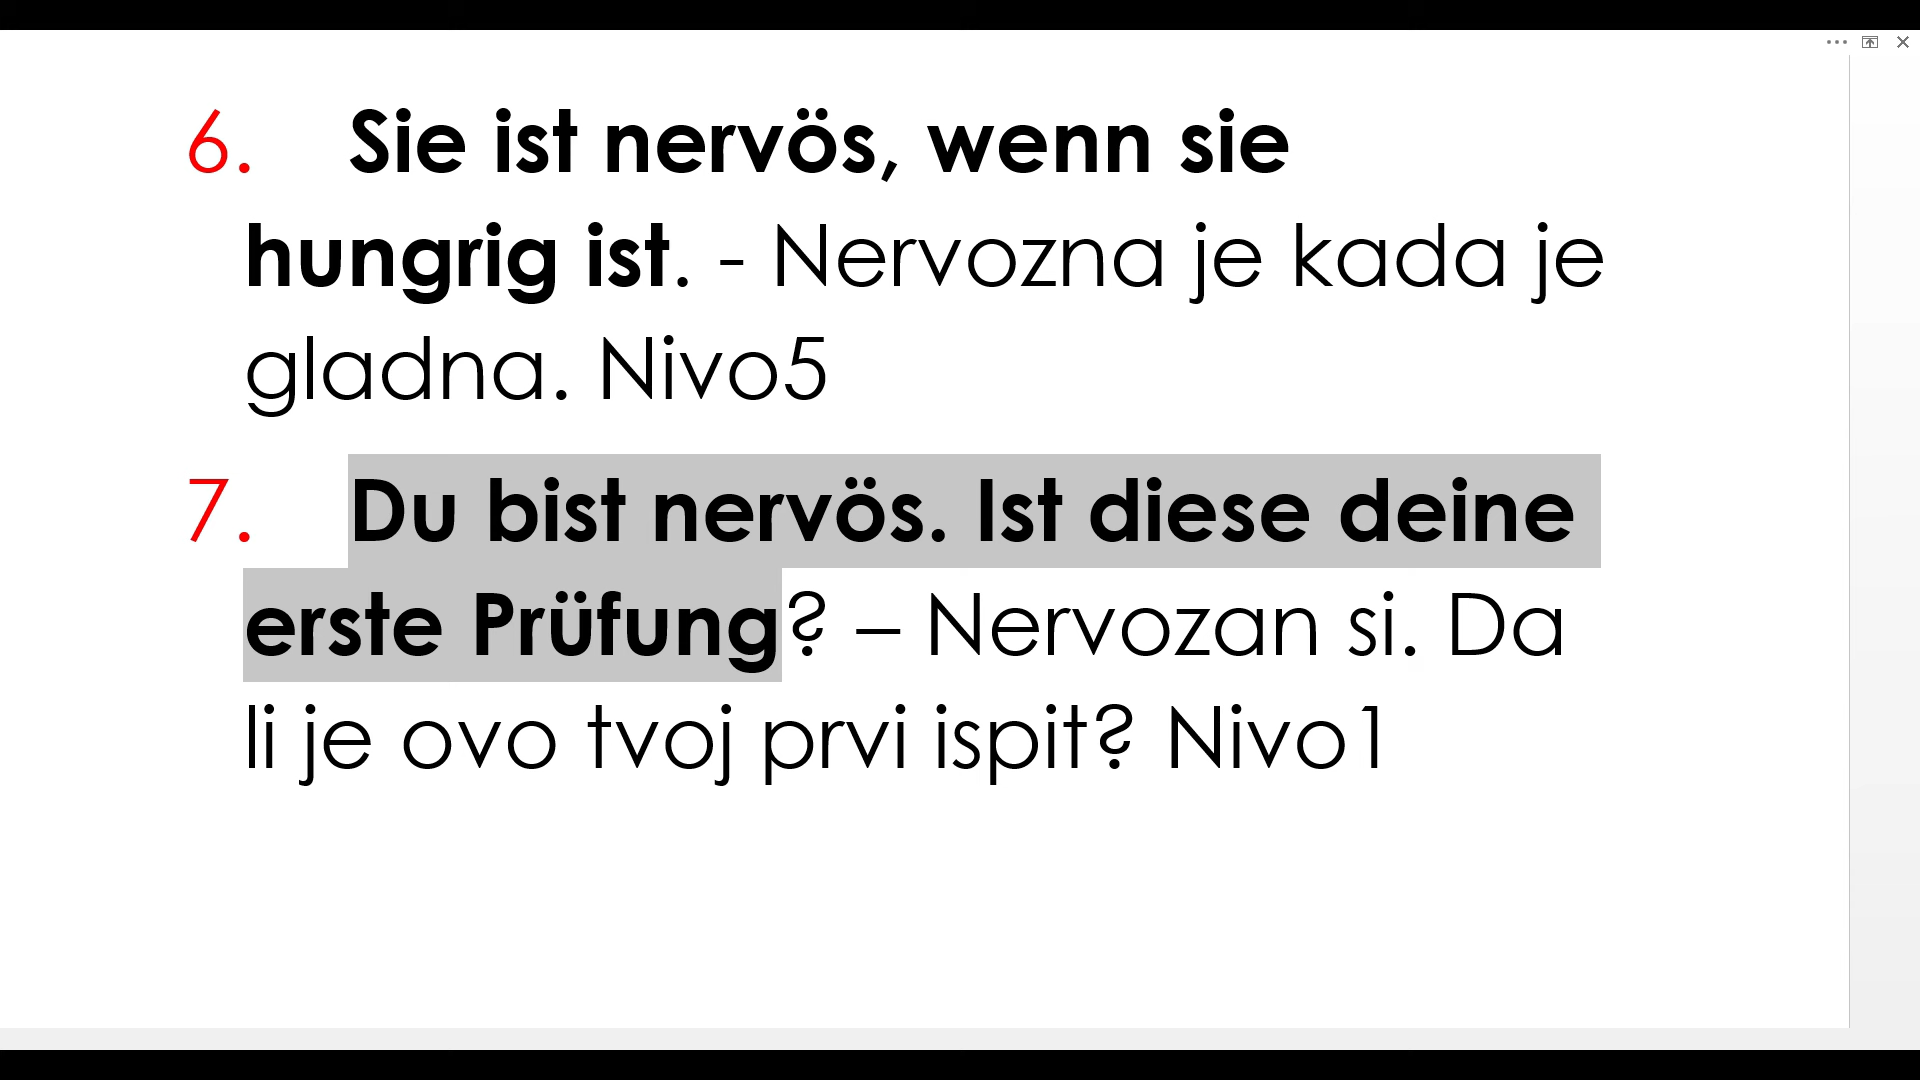 6. Sie ist nervös, wenn sie
hungrig ist. - Nervozna je kada je
gladna. Nivo5
7. Du bist nervös. Ist diese deine
erste Prüfung? – Nervozan si. Da
li je ovo tvoj prvi ispit? Nivo1